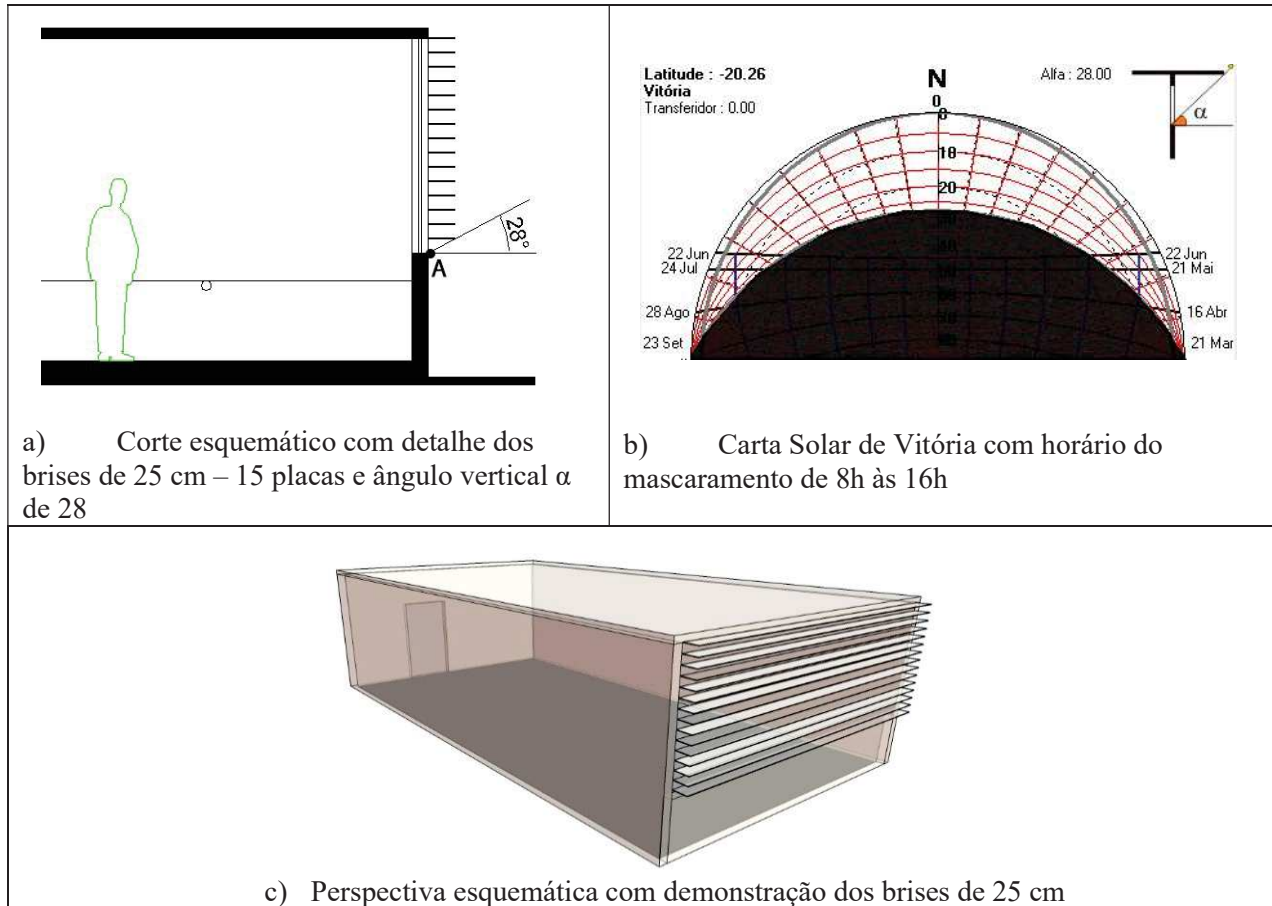 28°
A
a) Corte esquemático com detalhe dos
brises de 25 cm – 15 placas e ângulo vertical α
de 28
Latitude : -20.26
Vitória
Transferidor : 0.00
N
0
Alfa : 28.00
α
10
20
22 Jun
24 Jul
28 Ago
23 Set
22 Jun
21 Mai
16 Abr
21 Mar
b) Carta Solar de Vitória com horário do
mascaramento de 8h às 16h
c) Perspectiva esquemática com demonstração dos brises de 25 cm